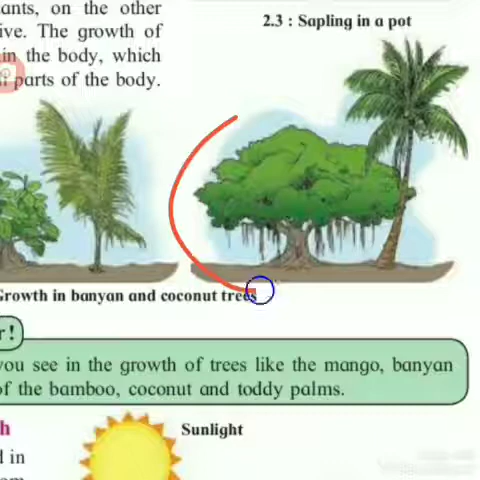 ants, on the other
ive. The growth of
in the body, which
parts of the body.
2.3 : Sapling in a pot
Growth in banyan and coconut trees
r!
you see in the growth of trees like the mango, banyan
of the bamboo, coconut and toddy palms.
h
Sunlight
d in